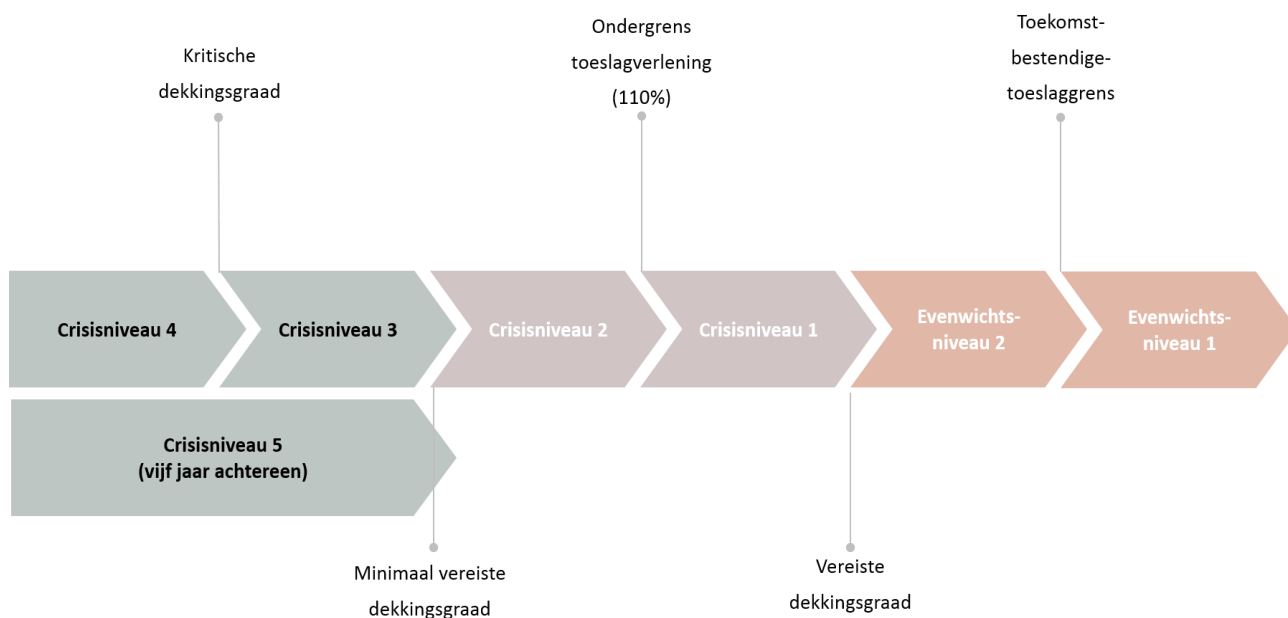 Kritische
dekkingsgraad
Ondergrens
toeslagverlening
(110%)
Toekomst-
bestendige-
toeslaggrens
Crisisniveau 4
Crisisniveau 3
Crisisniveau 2
Crisisniveau 1
Evenwichts-
niveau 2
Evenwichts-
niveau 1
Crisisniveau 5
(vijf jaar achtereen)
Minimaal vereiste
dekkingsgraad
Vereiste
dekkingsgraad